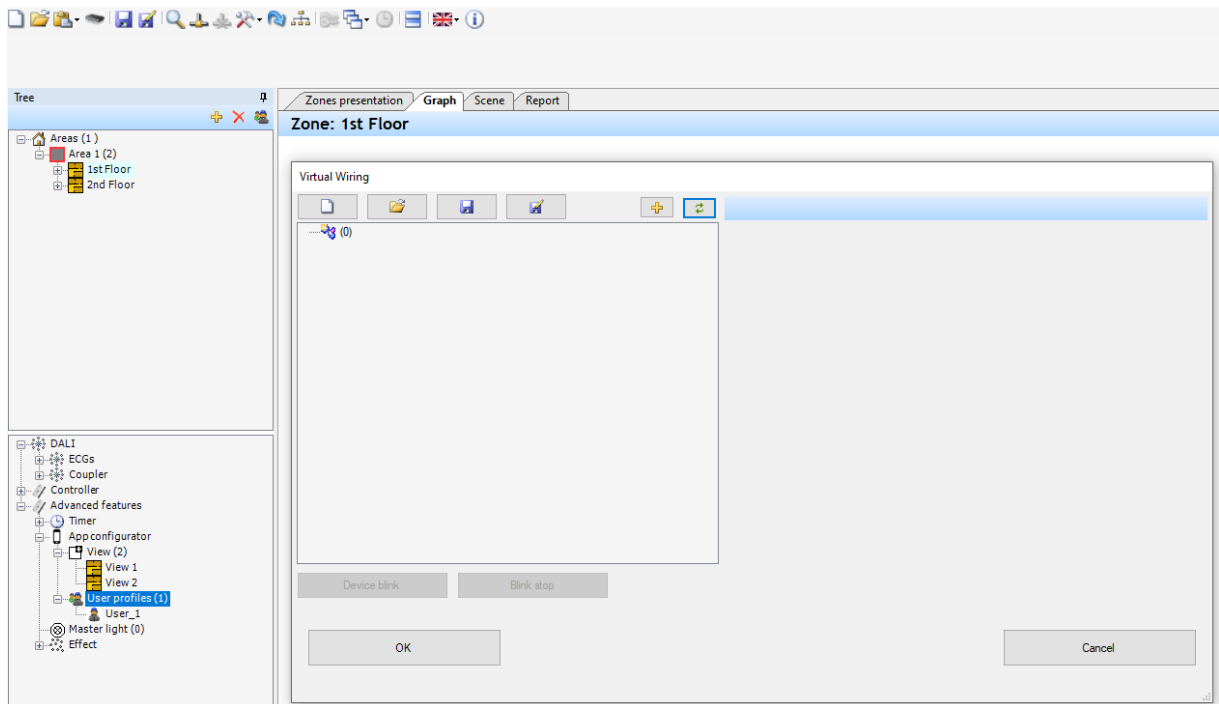 Tree
Areas (1 )
Area 1 (2)
1st Floor
2nd Floor
DALI
ECGs
Coupler
Controller
Advanced features
Timer
App configurator
View (2)
View 1
View 2
User profiles (1)
User_1
Master light (0)
Effect
Zones presentation Graph Scene Report
Zone: 1st Floor
Virtual Wiring
(0)
Device blink Blink stop
OK Cancel